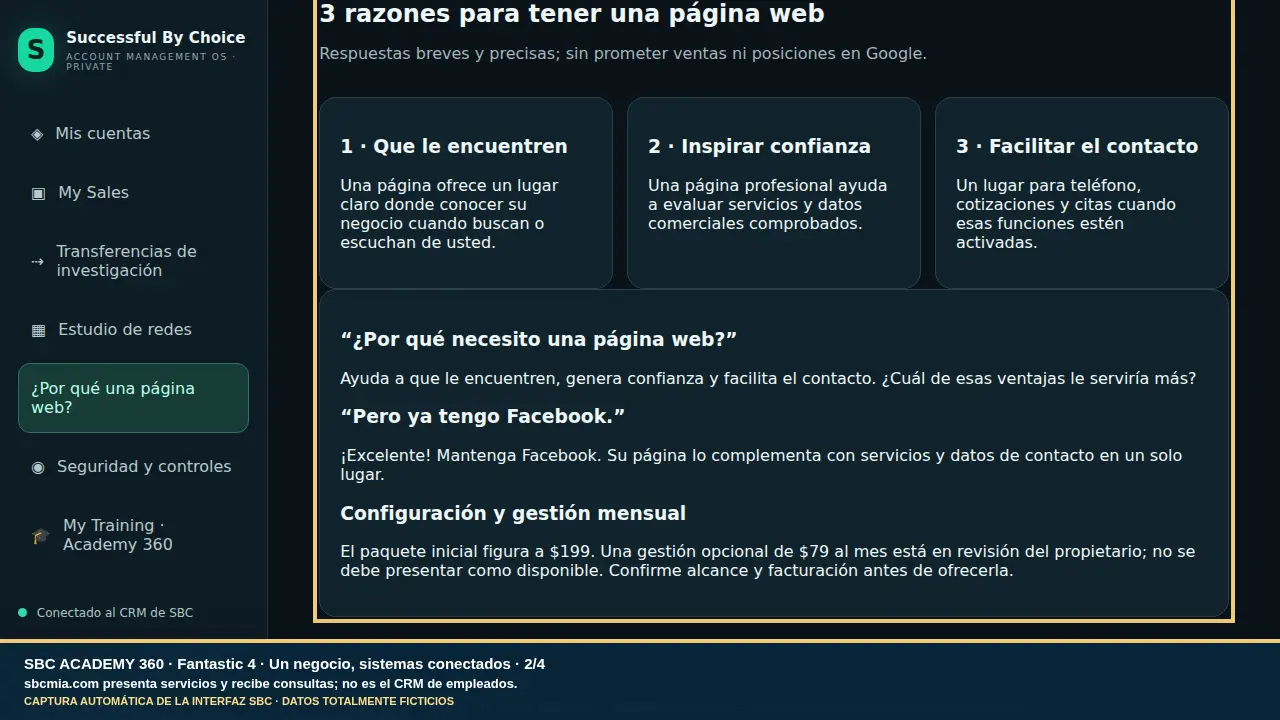 S
Successful By Choice
ACCOUNT MANAGEMENT OS ·
PRIVATE
Mis cuentas
My Sales
Transferencias de
investigación
Estudio de redes
¿Por qué una página
web?
Seguridad y controles
My Training ·
Academy 360
Conectado al CRM de SBC
3 razones para tener una página web
Respuestas breves y precisas; sin prometer ventas ni posiciones en Google.
1 · Que le encuentren
Una página ofrece un lugar
claro donde conocer su
negocio cuando buscan o
escuchan de usted.
2 · Inspirar confianza
Una página profesional ayuda
a evaluar servicios y datos
comerciales comprobados.
3 · Facilitar el contacto
Un lugar para teléfono,
cotizaciones y citas cuando
esas funciones estén
activadas.
“¿Por qué necesito una página web?”
Ayuda a que le encuentren, genera confianza y facilita el contacto. ¿Cuál de esas ventajas le serviría más?
“Pero ya tengo Facebook.”
¡Excelente! Mantenga Facebook. Su página lo complementa con servicios y datos de contacto en un solo
lugar.
Configuración y gestión mensual
El paquete inicial figura a $199. Una gestión opcional de $79 al mes está en revisión del propietario; no se
debe presentar como disponible. Confirme alcance y facturación antes de ofrecerla.
SBC ACADEMY 360 · Fantastic 4 · Un negocio, sistemas conectados · 2/4
sbcmia.com presenta servicios y recibe consultas; no es el CRM de empleados.
CAPTURA AUTOMÁTICA DE LA INTERFAZ SBC · DATOS TOTALMENTE FICTICIOS